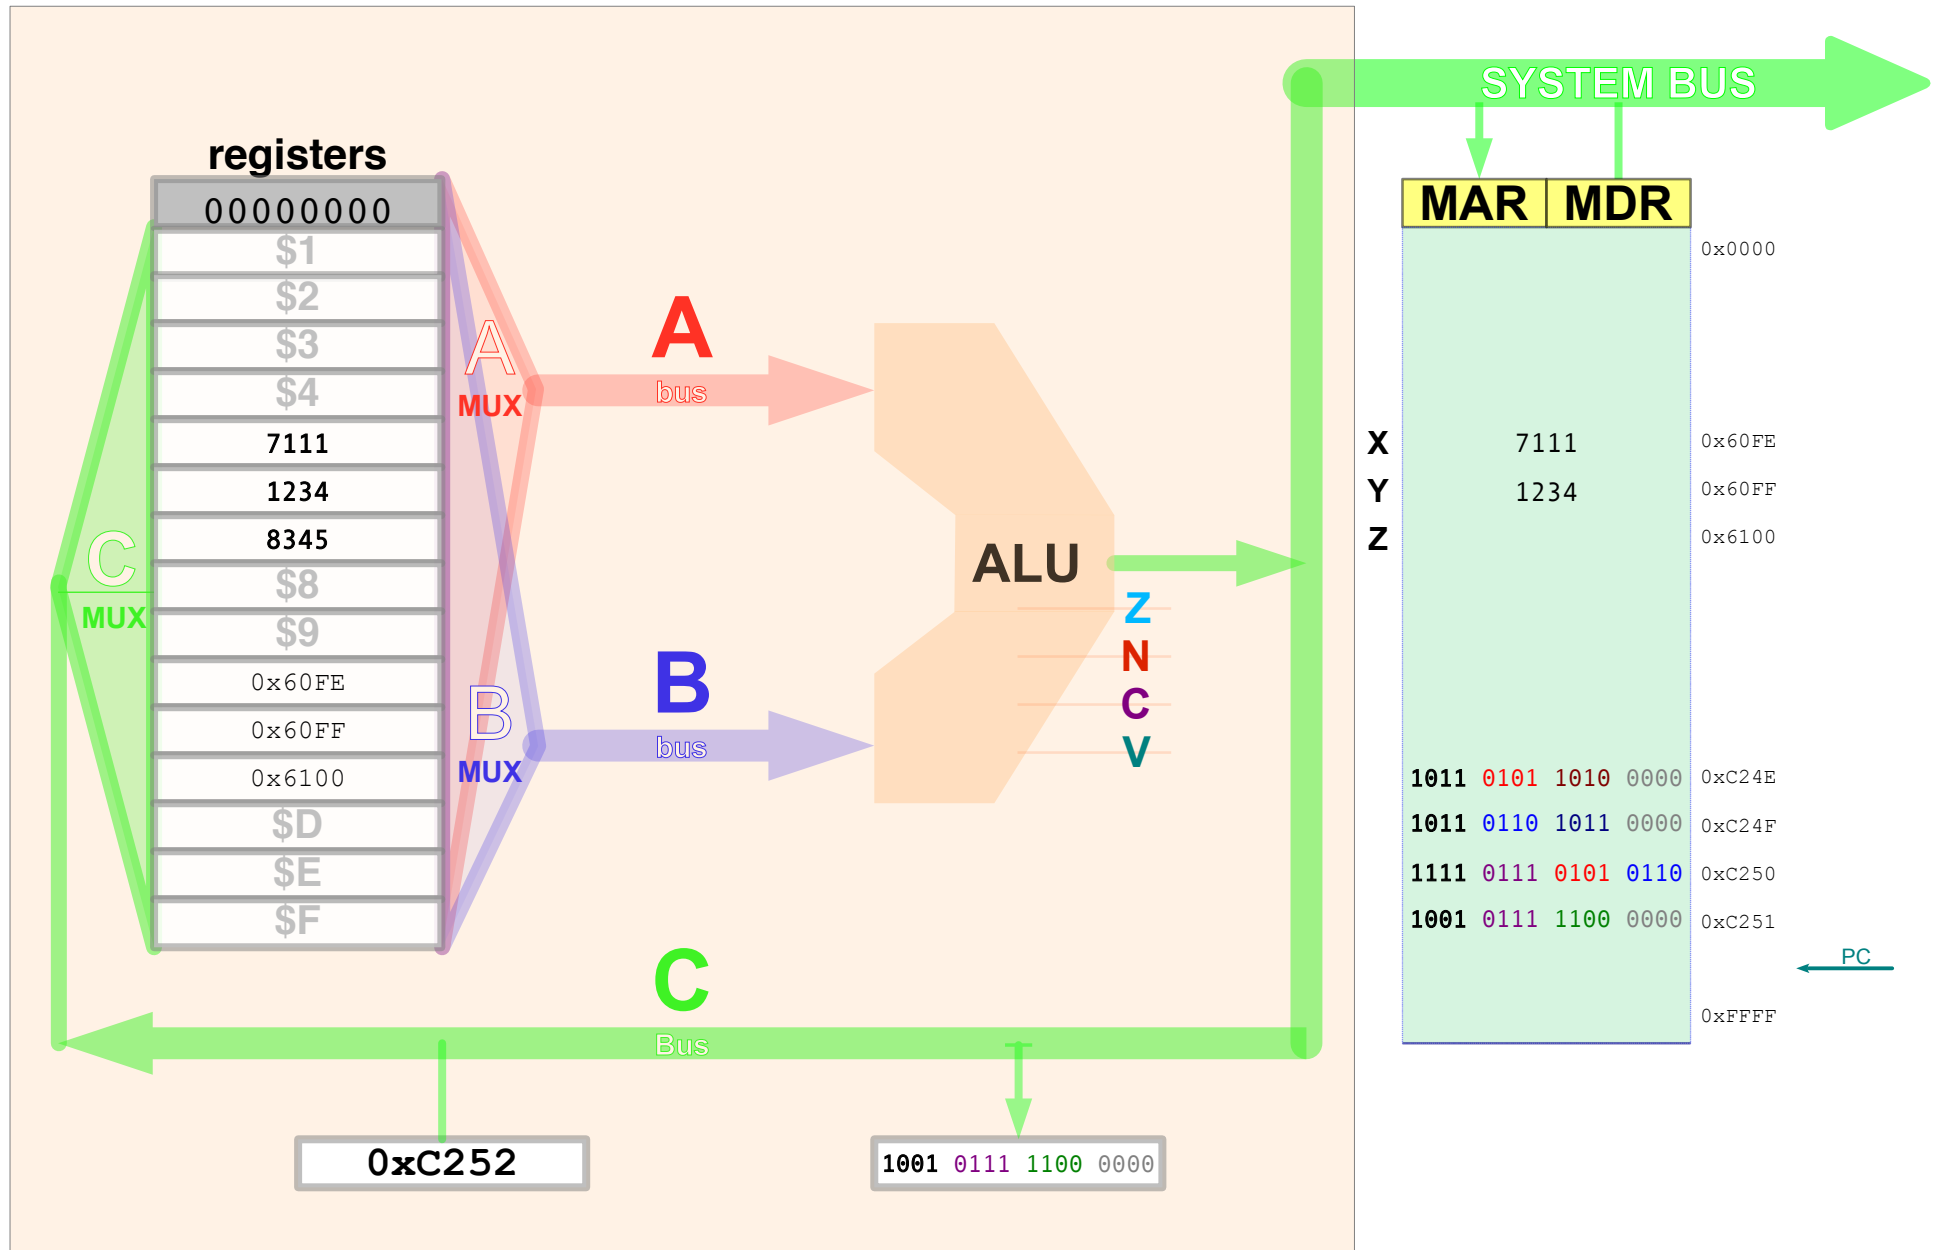 SYSTEM BUS
registers
00000000
$1
$2
$3
$4
7111
1234
8345
$8
$9
0x60FE
0x60FF
0x6100
$D
$E
$F
C
MUX
A
MUX
B
MUX
A
bus
B
bus
ALU
Z
N
C
V
C
Bus
0xC252
1001 0111 1100 0000
MAR MDR
0x0000
X 7111 0x60FE
Y 1234 0x60FF
Z 0x6100
1011 0101 1010 0000 0xC24E
1011 0110 1011 0000 0xC24F
1111 0111 0101 0110 0xC250
1001 0111 1100 0000 0xC251
PC
0xFFFF